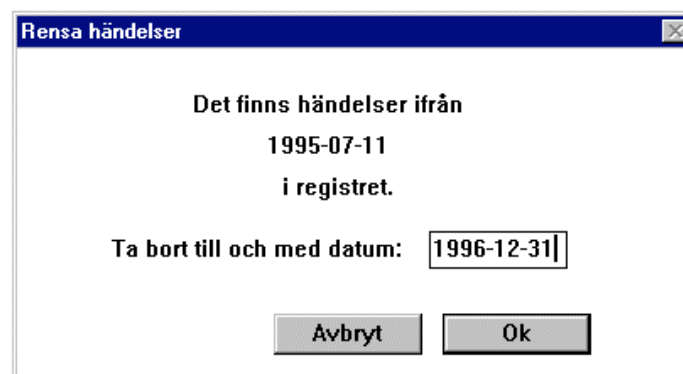 Rensa händelser
Det finns händelser ifrån
1995-07-11
i registret.
Ta bort till och med datum: 1996-12-31
Avbryt Ok